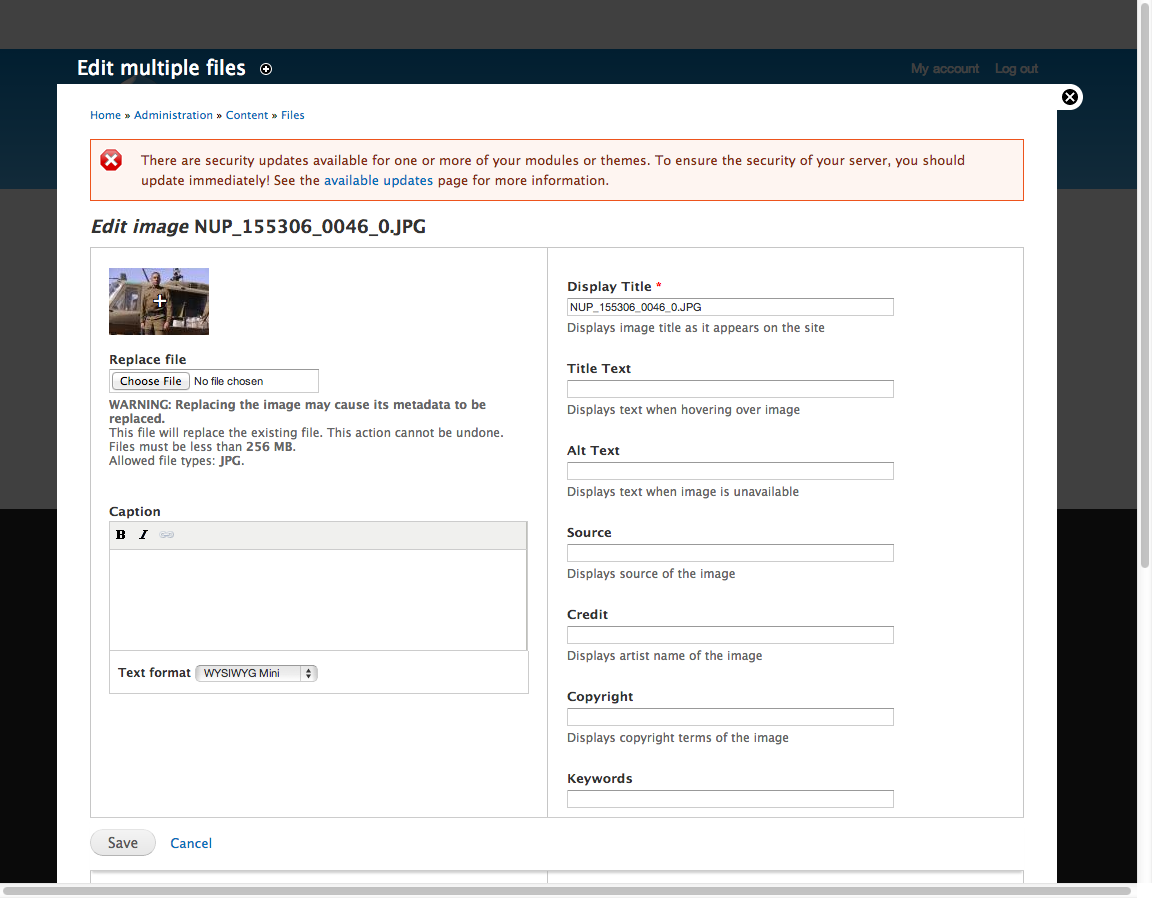 Edit multiple files
My account Log out
Home » Administration » Content » Files
There are security updates available for one or more of your modules or themes. To ensure the security of your server, you should
update immediately! See the available updates page for more information.
Edit image NUP_155306_0046_0.JPG
Replace file
Choose File No file chosen
WARNING: Replacing the image may cause its metadata to be
replaced.
This file will replace the existing file. This action cannot be undone.
Files must be less than 256 MB.
Allowed file types: JPG.
Caption
B I
Text format WYSIWYG Mini
Display Title *
NUP_155306_0046_0.JPG
Displays image title as it appears on the site
Title Text
Displays text when hovering over image
Alt Text
Displays text when image is unavailable
Source
Displays source of the image
Credit
Displays artist name of the image
Copyright
Displays copyright terms of the image
Keywords
Save Cancel